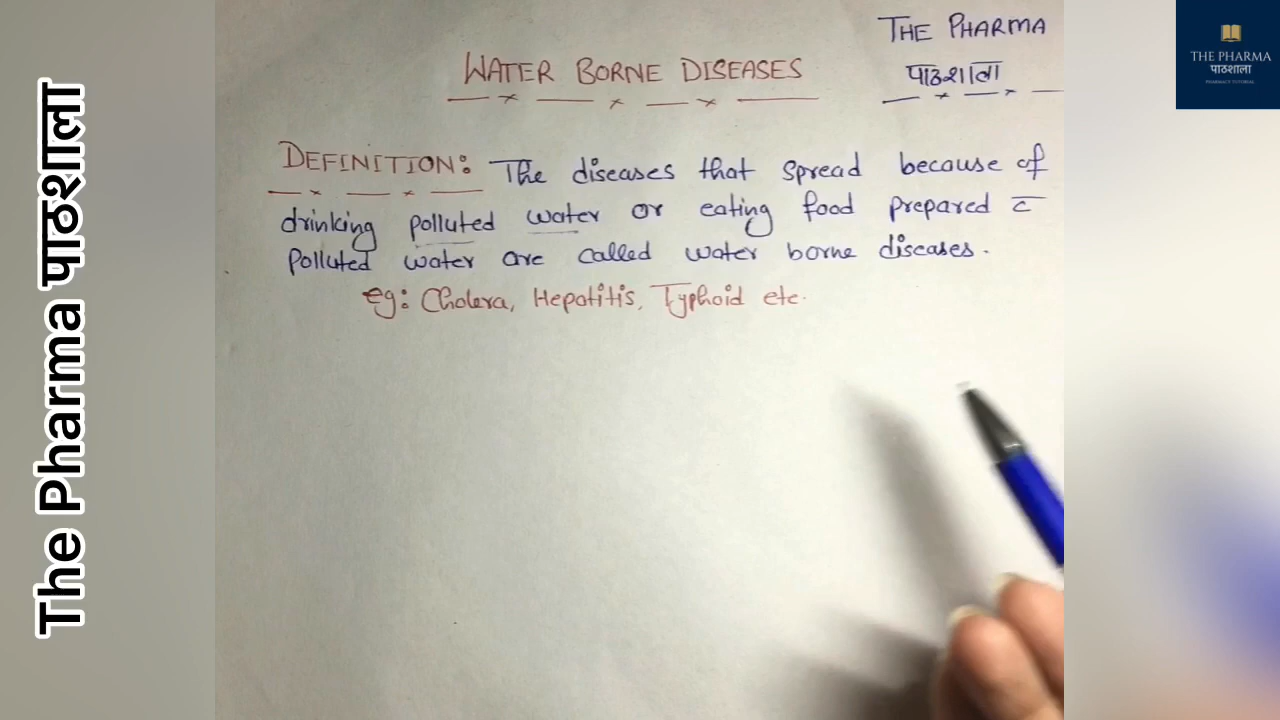 THE PHARMA
पाठशाला
WATER BORNE DISEASES
DEFINITION: The diseases that spread because of
drinking polluted water or eating food prepared c̅
Polluted water are called water borne diseases.
eg: Cholera, Hepatitis, Typhoid etc.
The Pharma पाठशाला
THE PHARMA
पाठशाला
PHARMACY TUTORIAL